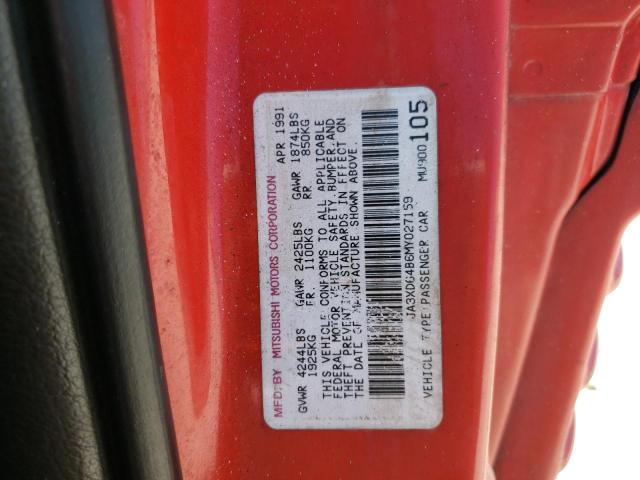 MFD. BY MITSUBISHI MOTORS CORPORATION APR 1991
GVWR 4244LBS GAWR 2425LBS GAWR 1874LBS
1925KG FR. 1100KG RR. 850KG
THIS VEHICLE CONFORMS TO ALL APPLICABLE
FEDERAL MOTOR VEHICLE SAFETY, BUMPER, AND
THEFT PREVENTION STANDARDS IN EFFECT ON
THE DATE OF MANUFACTURE SHOWN ABOVE.
JA3XD64B6MY027159
VEHICLE TYPE:PASSENGER CAR MU900105